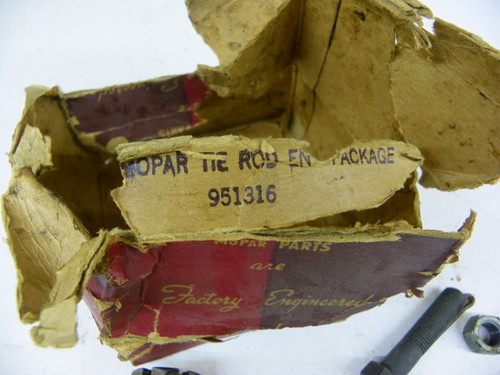 MOPAR TIE ROD EN PACKAGE
951316
MOPAR PARTS
are
Factory Engineered